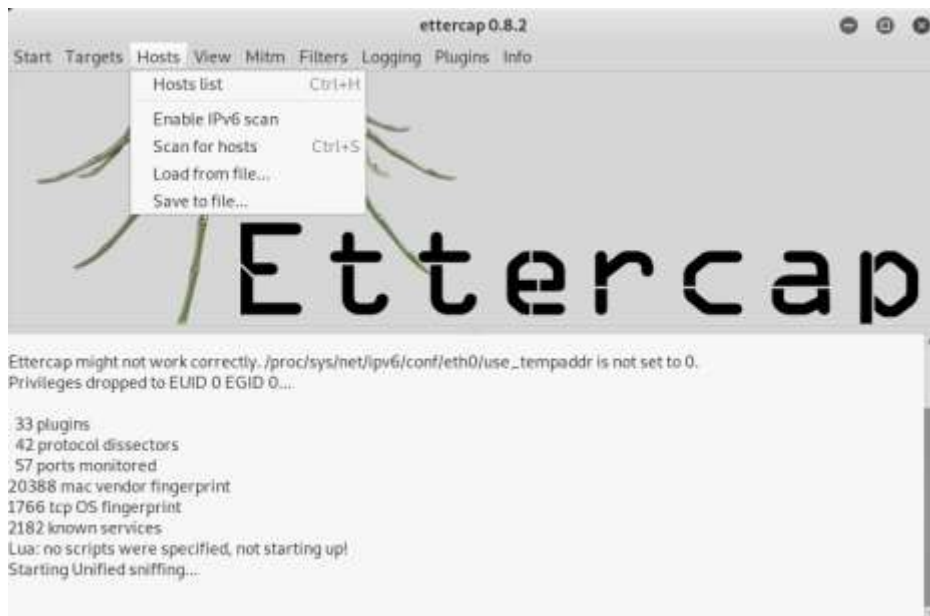 ettercap 0.8.2
Start Targets Hosts View Mitm Filters Logging Plugins Info
Hosts list Ctrl+H
Enable IPv6 scan
Scan for hosts Ctrl+S
Load from file...
Save to file...
Ettercap
Ettercap might not work correctly. /proc/sys/net/ipv6/conf/eth0/use_tempaddr is not set to 0.
Privileges dropped to EUID 0 EGID 0...
33 plugins
42 protocol dissectors
57 ports monitored
20388 mac vendor fingerprint
1766 tcp OS fingerprint
2182 known services
Lua: no scripts were specified, not starting up!
Starting Unified sniffing...